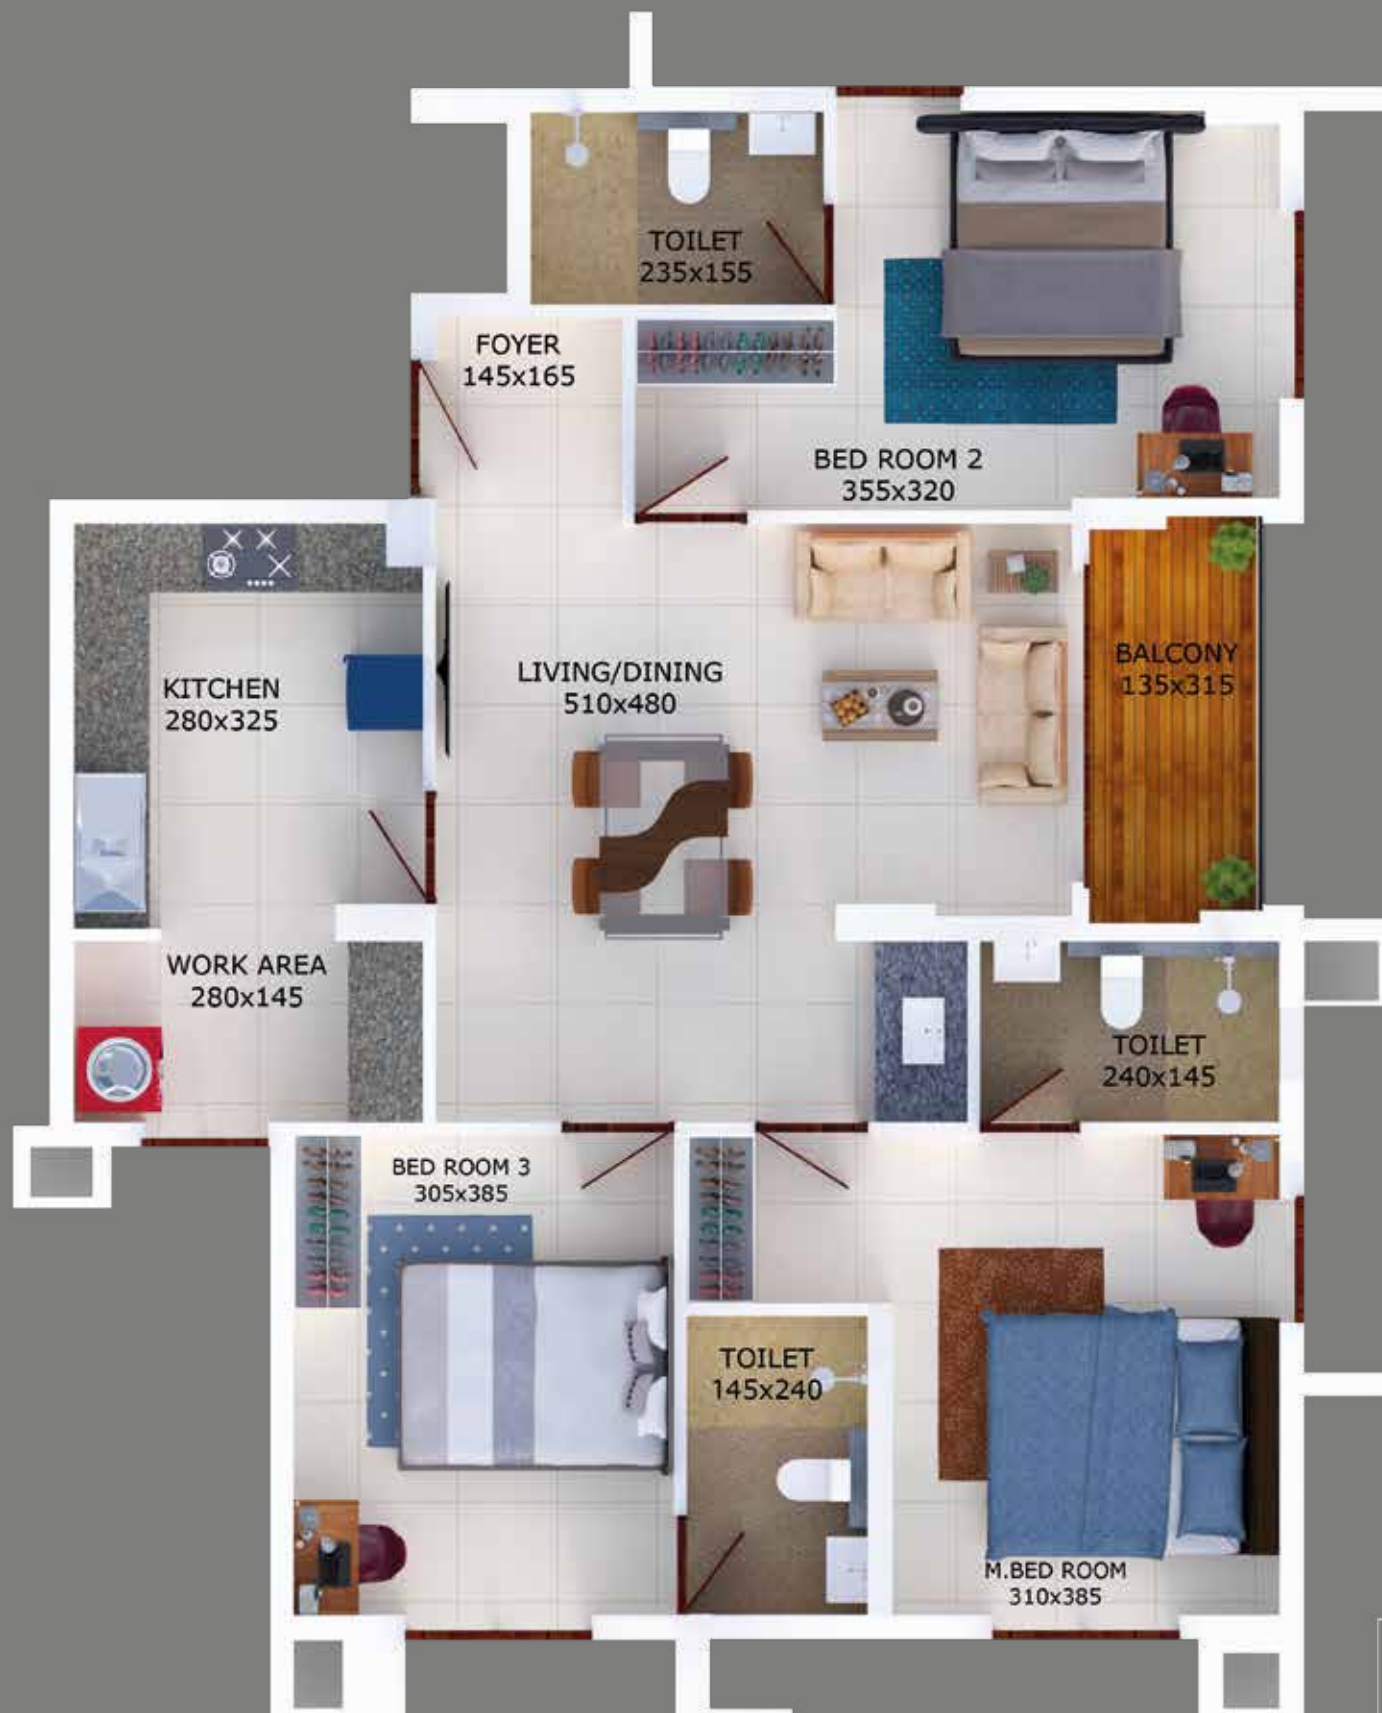 TOILET
235x155
FOYER
145x165
BED ROOM 2
355x320
KITCHEN
280x325
LIVING/DINING
510x480
BALCONY
135x315
WORK AREA
280x145
TOILET
240x145
BED ROOM 3
305x385
TOILET
145x240
M.BED ROOM
310x385